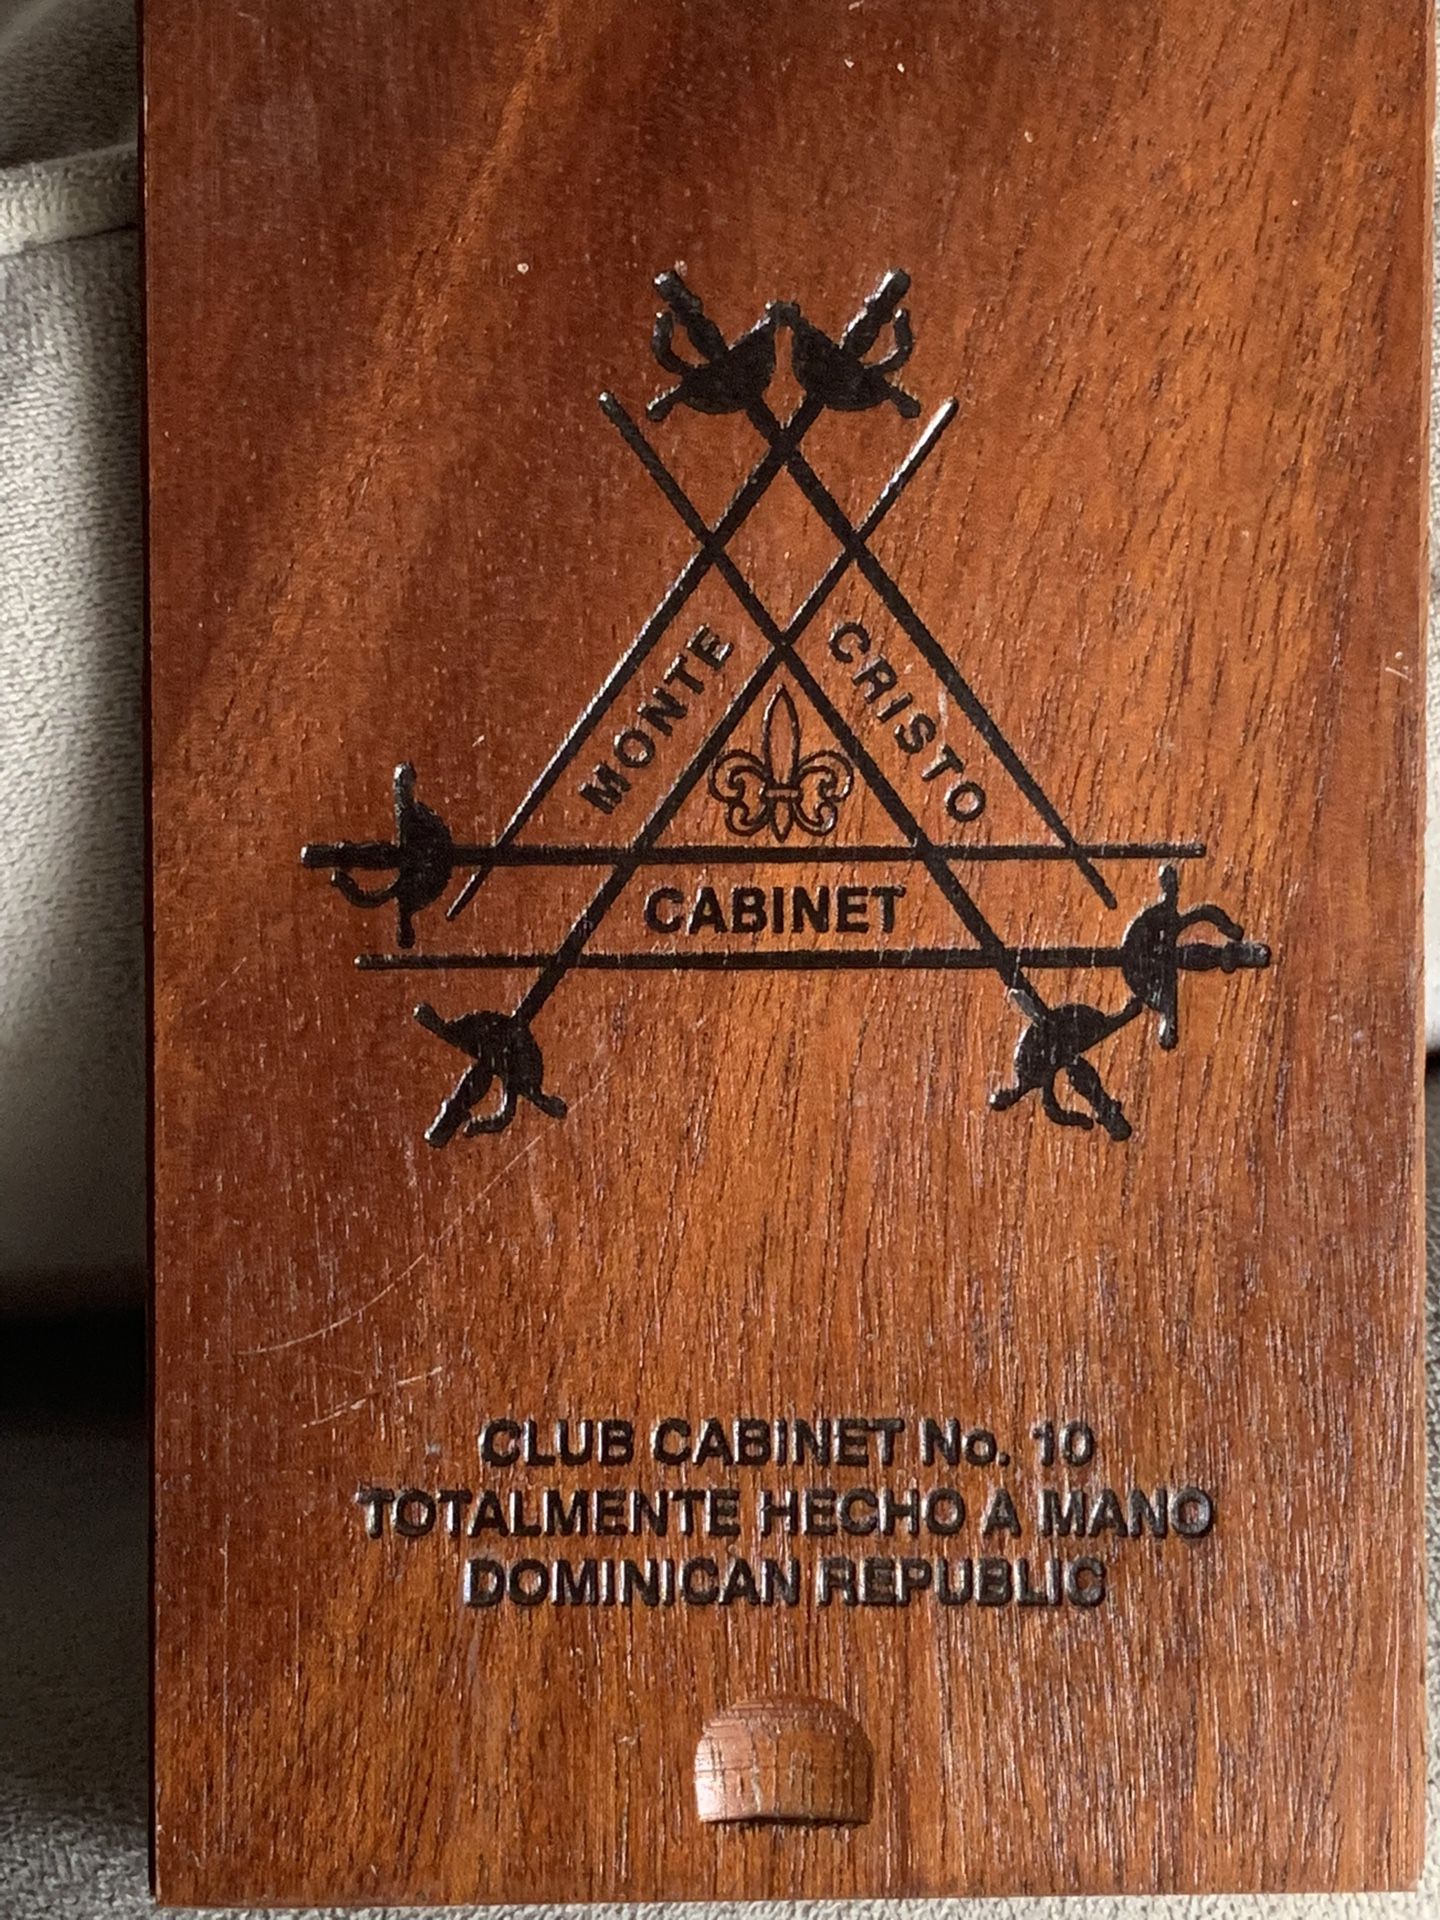 MONTE
CRISTO
CABINET
CLUB CABINET No. 10
TOTALMENTE HECHO A MANO
DOMINICAN REPUBLIC